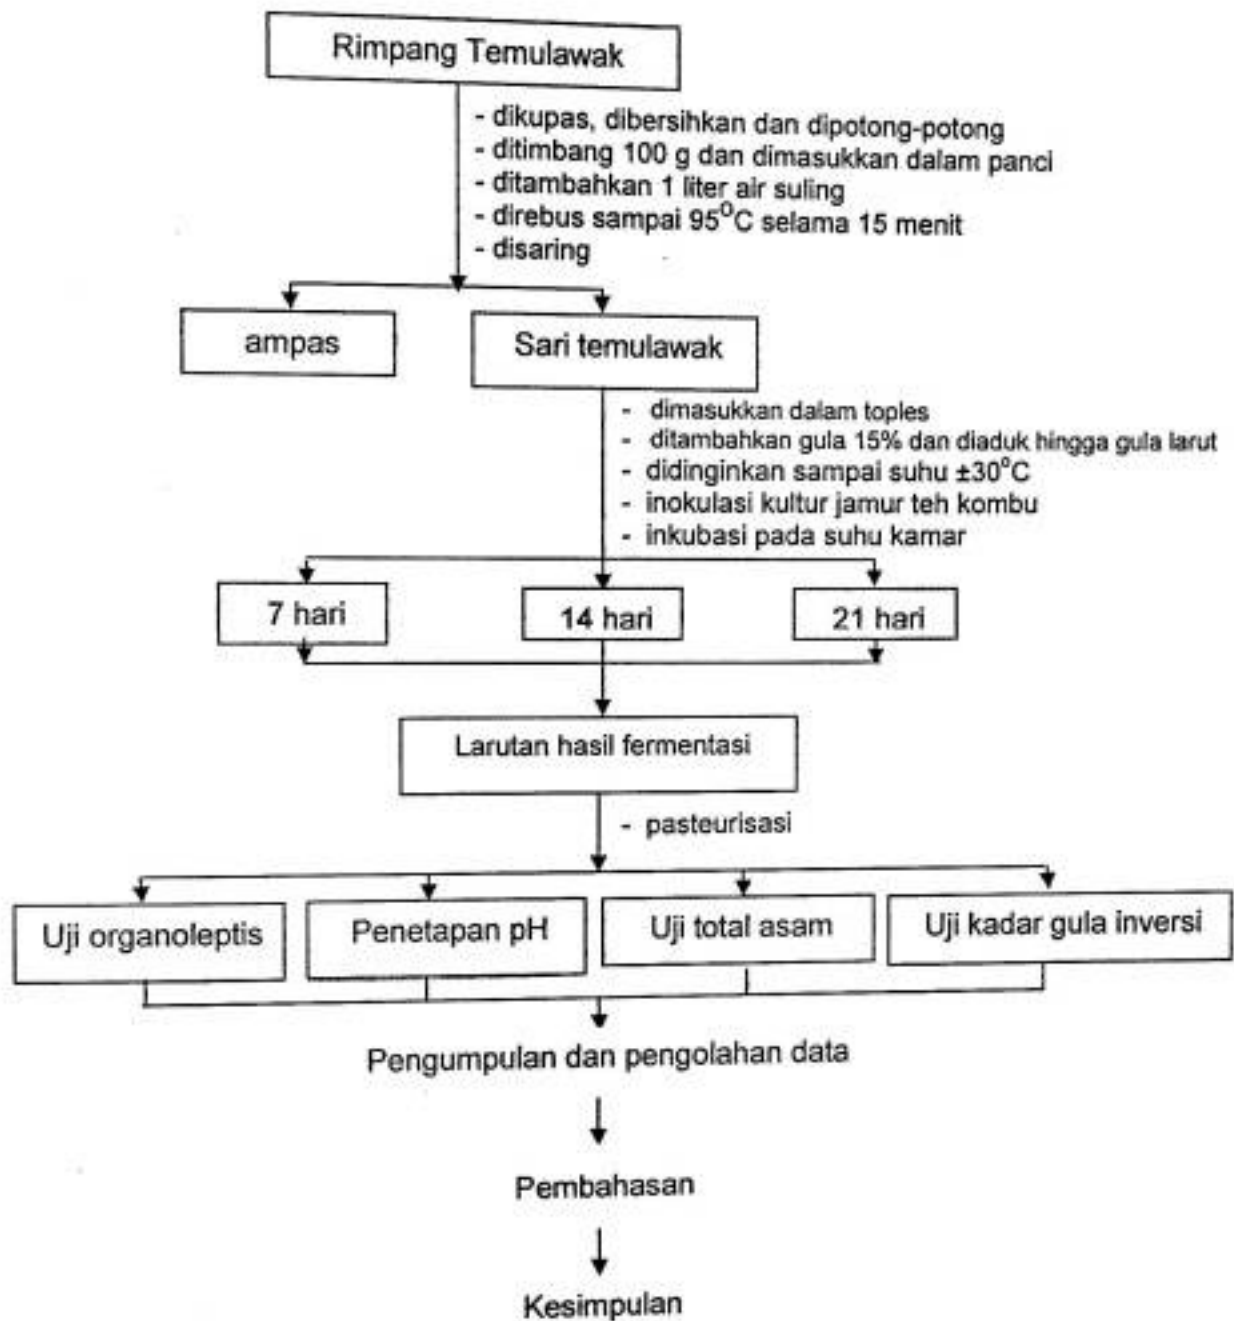 Rimpang Temulawak
- dikupas, dibersihkan dan dipotong-potong
- ditimbang 100 g dan dimasukkan dalam panci
- ditambahkan 1 liter air suling
- direbus sampai 95°C selama 15 menit
- disaring
ampas
Sari temulawak
- dimasukkan dalam toples
- ditambahkan gula 15% dan diaduk hingga gula larut
- didinginkan sampai suhu ±30°C
- inokulasi kultur jamur teh kombu
- inkubasi pada suhu kamar
7 hari
14 hari
21 hari
Larutan hasil fermentasi
- pasteurisasi
Uji organoleptis
Penetapan pH
Uji total asam
Uji kadar gula inversi
Pengumpulan dan pengolahan data
Pembahasan
Kesimpulan